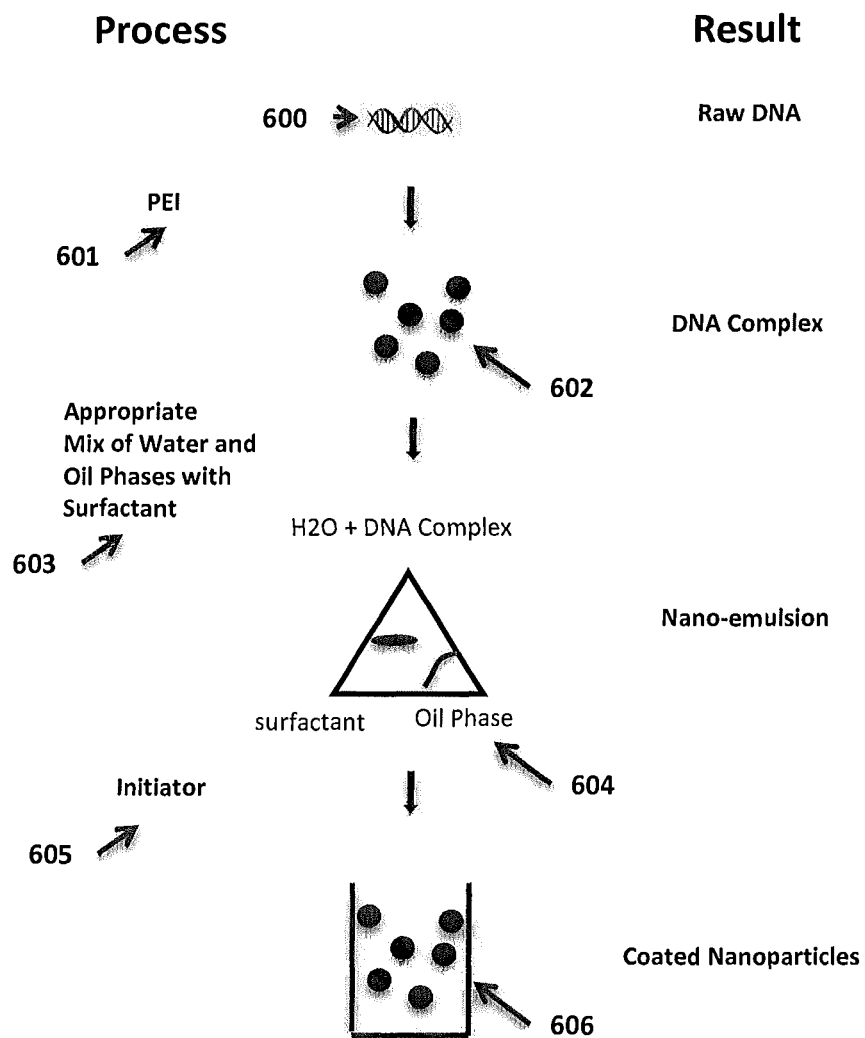 Process
Result
600
Raw DNA
PEI
601
DNA Complex
602
Appropriate
Mix of Water and
Oil Phases with
Surfactant
603
H2O + DNA Complex
Nano-emulsion
surfactant
Oil Phase
604
Initiator
605
Coated Nanoparticles
606